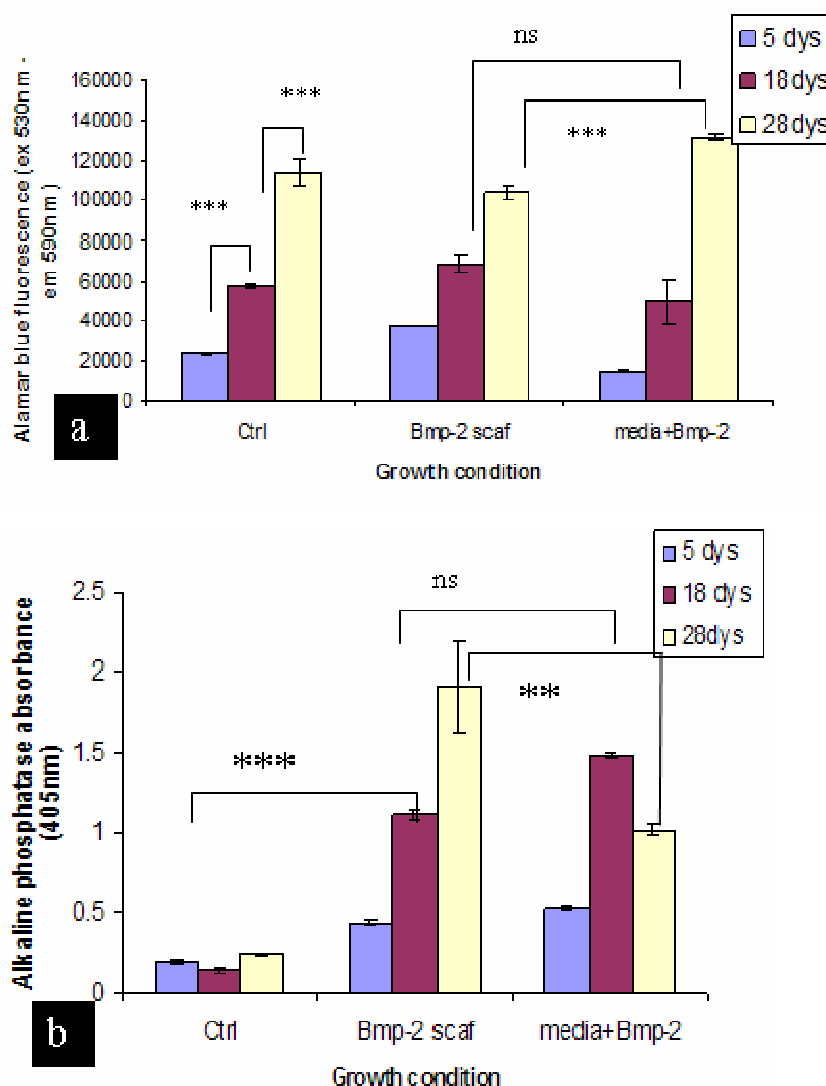 ns
5 dys
18 dys
28dys
***
***
***
Alamar blue fluorescence (ex 530nm -
em 590nm)
160000
140000
120000
100000
80000
60000
40000
20000
0
Ctrl
Bmp-2 scaf
media+Bmp-.2
Growth condition
a
5 dys
18 dys
28dys
ns
**
***
Alkaline phosphatase absorbance
(405nm)
2.5
2
1.5
1
0.5
0
Ctrl
Bmp-2 scaf
media+Bmp-2
Growth condition
b